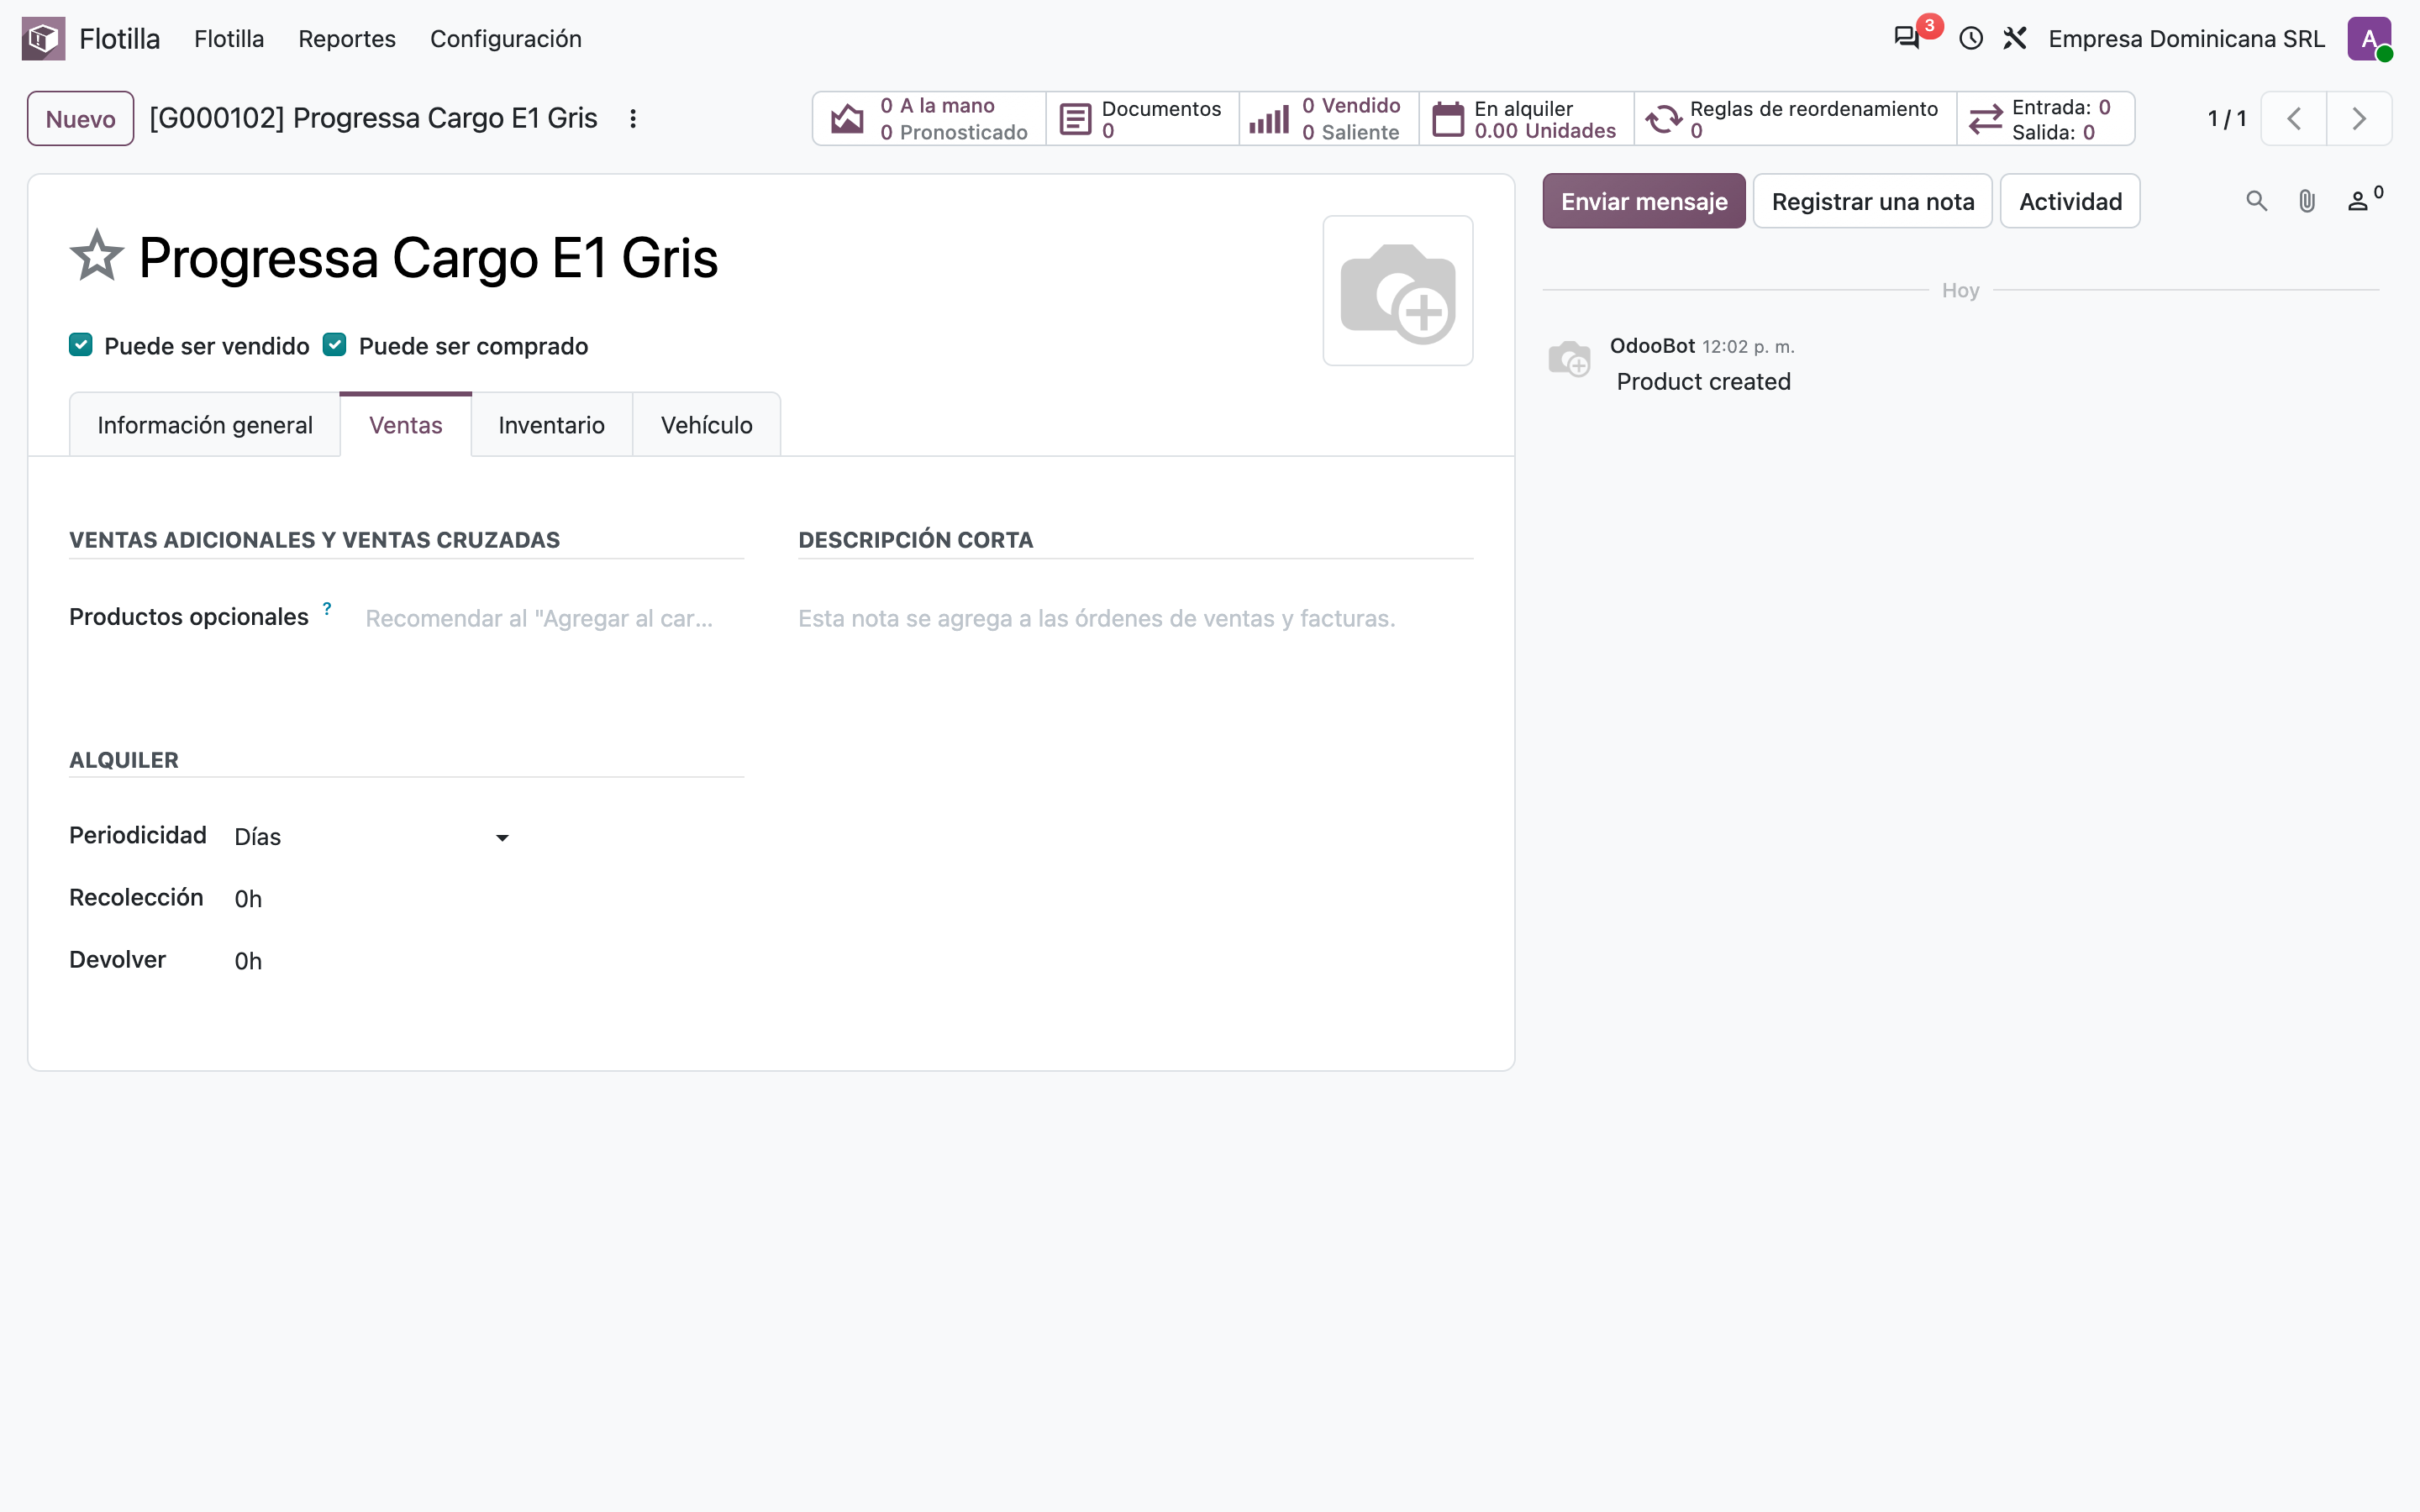 Flotilla Flotilla Reportes Configuración 3 Empresa Dominicana SRL A
Nuevo [G000102] Progressa Cargo E1 Gris
0 A la mano
0 Pronosticado
Documentos
0
0 Vendido
0 Saliente
En alquiler
0.00 Unidades
Reglas de reordenamiento
0
Entrada: 0
Salida: 0
1 / 1
Progressa Cargo E1 Gris
Puede ser vendido Puede ser comprado
Información general Ventas Inventario Vehículo
VENTAS ADICIONALES Y VENTAS CRUZADAS
Productos opcionales ? Recomendar al "Agregar al car...
DESCRIPCIÓN CORTA
Esta nota se agrega a las órdenes de ventas y facturas.
ALQUILER
Periodicidad Días
Recolección 0h
Devolver 0h
Enviar mensaje Registrar una nota Actividad 0
Hoy
OdooBot 12:02 p. m.
Product created